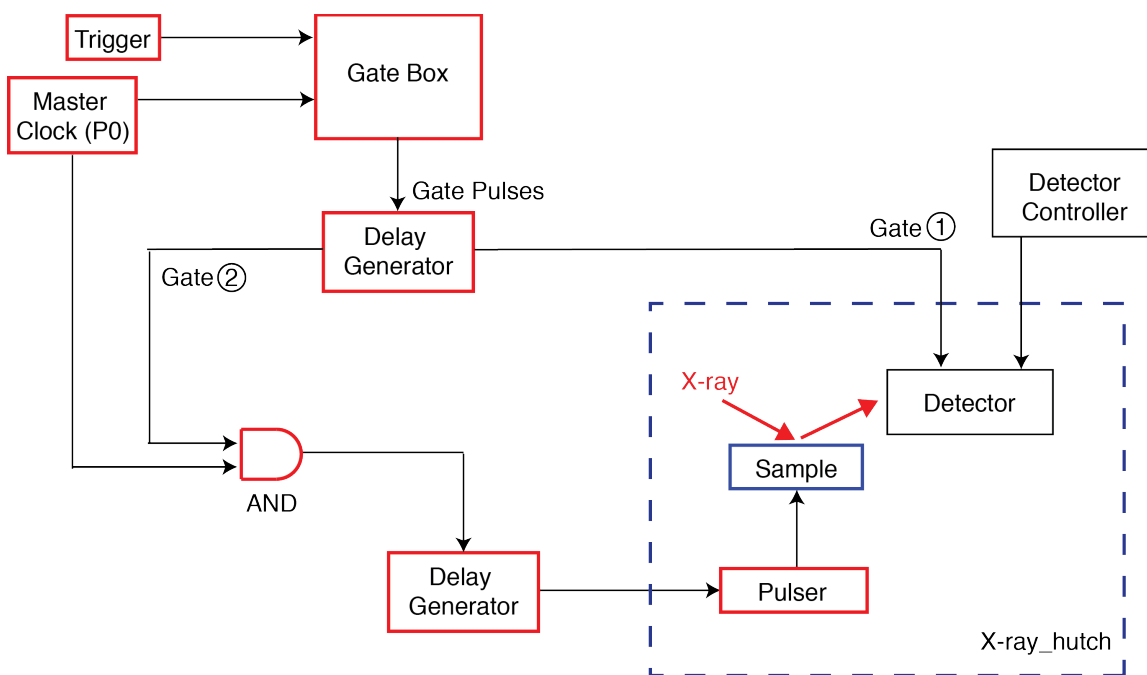 Trigger
Gate Box
Master
Clock (P0)
Gate Pulses
Detector
Controller
Delay
Generator
Gate ①
Gate ②
X-ray
Detector
Sample
AND
Delay
Generator
Pulser
X-ray_hutch